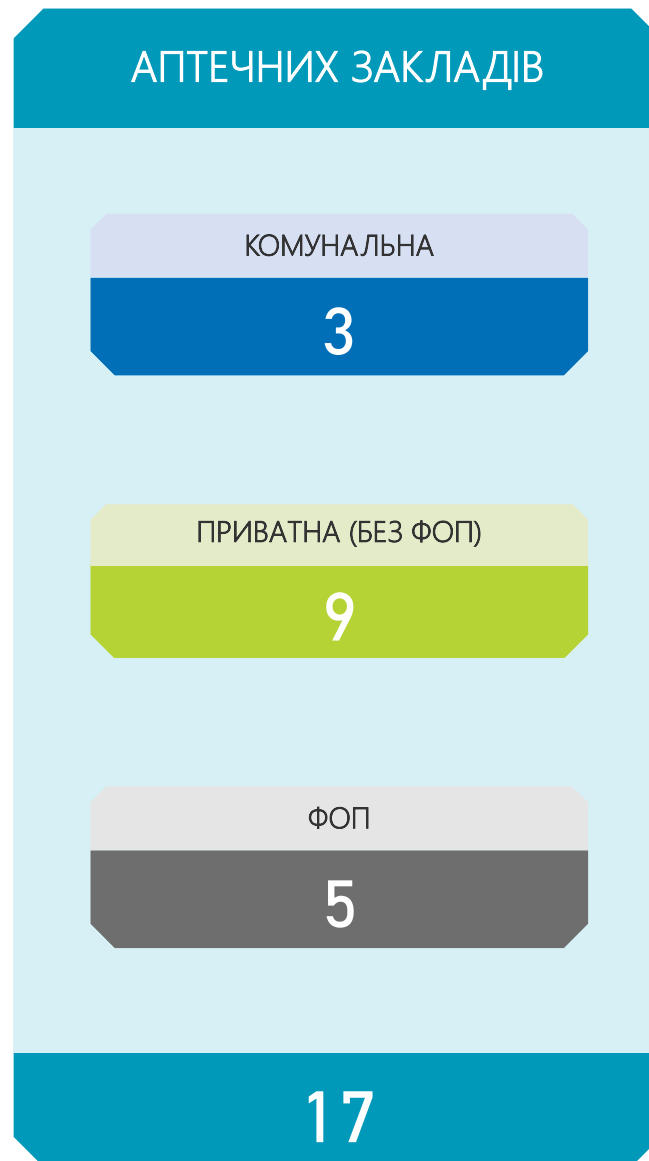 АПТЕЧНИХ ЗАКЛАДІВ
КОМУНАЛЬНА
3
ПРИВАТНА (БЕЗ ФОП)
9
ФОП
5
17